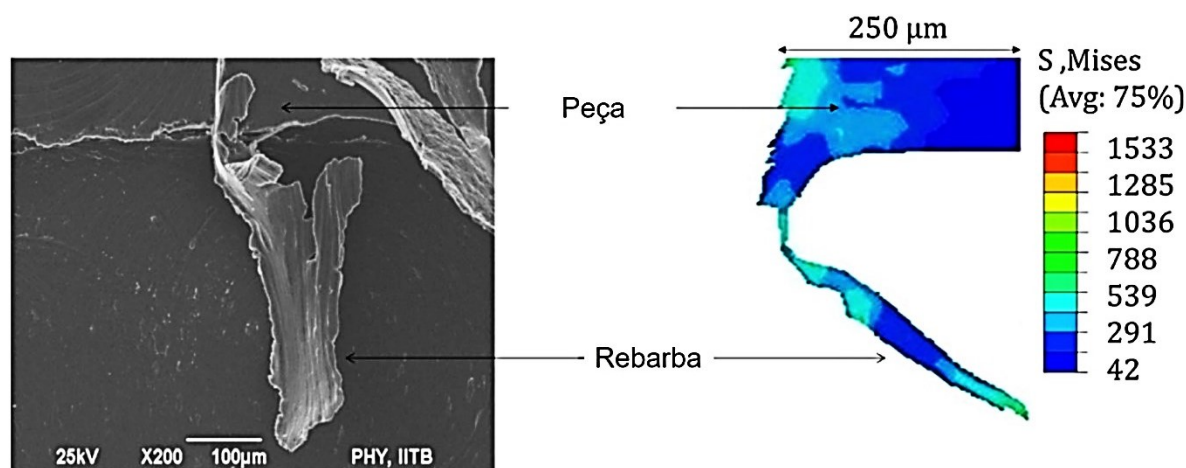 250 µm
S ,Mises
(Avg: 75%)
Peça
1533
1285
1036
788
539
291
42
Rebarba
25kV X200 100µm PHY, IITB